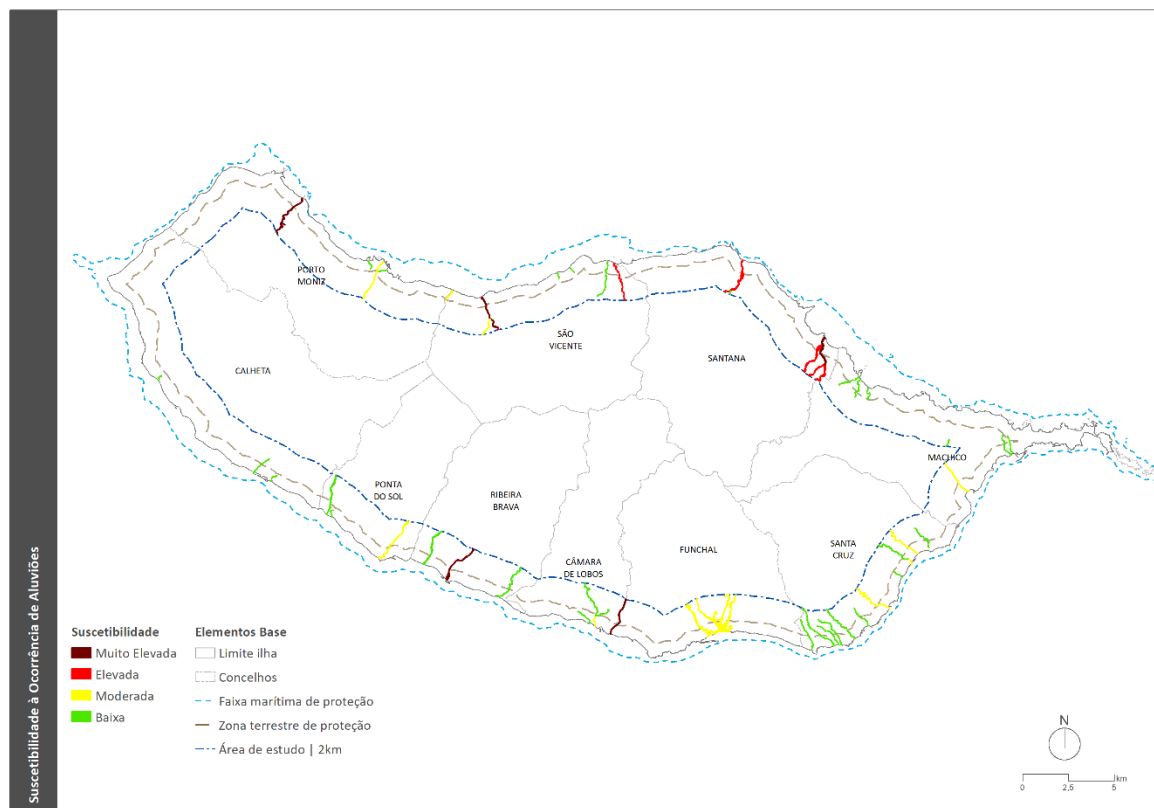 Suscetibilidade à Ocorrência de Aluviões
PORTO
MONIZ
SÃO
VICENTE
SANTANA
CALHETA
MACHICO
PONTA
DO SOL
RIBEIRA
BRAVA
CÂMARA
DE LOBOS
FUNCHAL
SANTA
CRUZ
Suscetibilidade
Muito Elevada
Elevada
Moderada
Baixa
Elementos Base
Limite ilha
Concelhos
Faixa marítima de proteção
Zona terrestre de proteção
Área de estudo | 2km
N
km
0 2,5 5